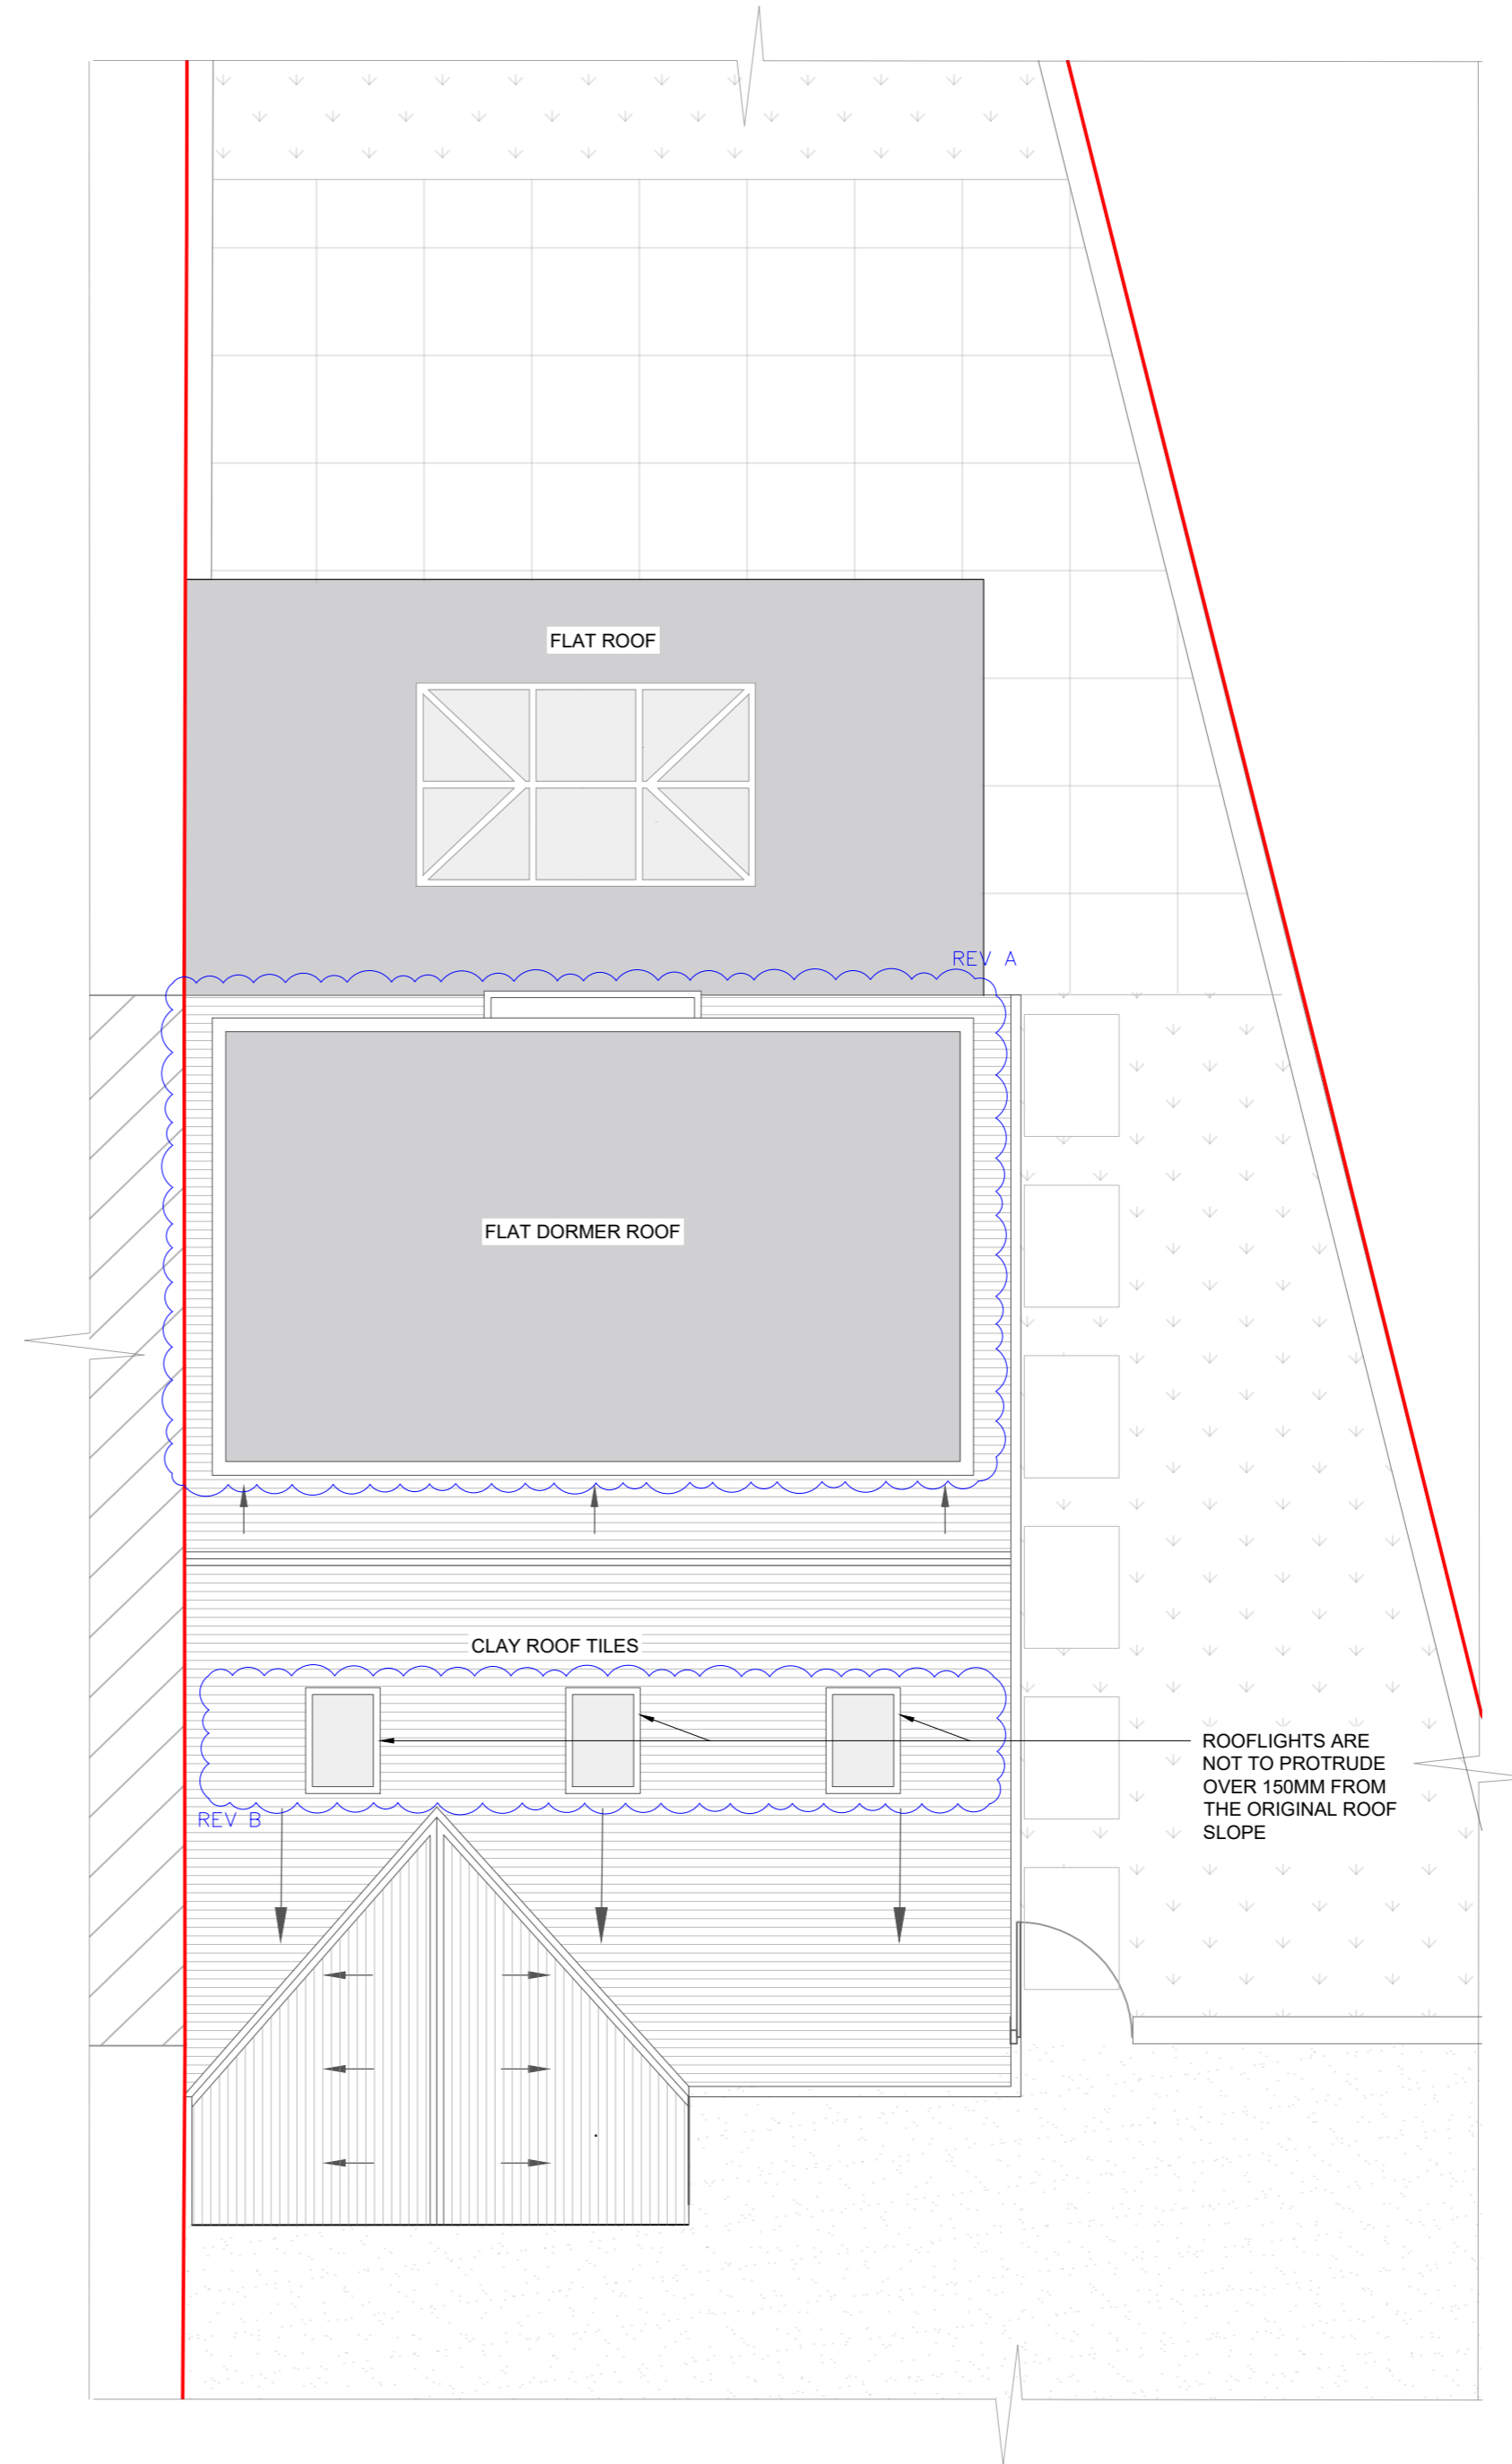 FLAT ROOF
REV A
FLAT DORMER ROOF
CLAY ROOF TILES
ROOFLIGHTS ARE
NOT TO PROTRUDE
OVER 150MM FROM
THE ORIGINAL ROOF
SLOPE
REV B